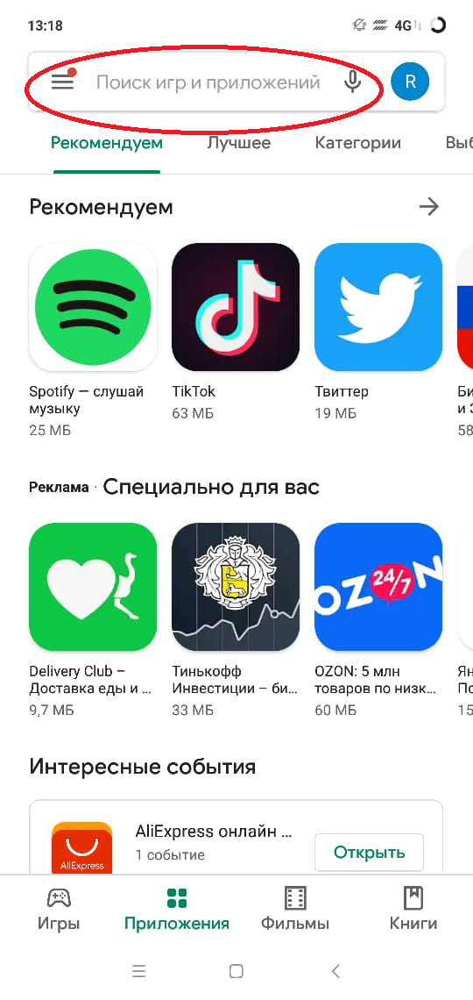 13:18
4G
Поиск игр и приложений
R
Рекомендуем
Лучшее
Категории
Выб
Рекомендуем
Spotify — слушай
музыку
25 МБ
TikTok
63 МБ
Твиттер
19 МБ
Би
и З
58
Реклама · Специально для вас
OZON
24/7
Delivery Club –
Доставка еды и ...
9,7 МБ
Тинькофф
Инвестиции – би...
33 МБ
OZON: 5 млн
товаров по низк...
60 МБ
Ян
По
15
Интересные события
AliExpress
AliExpress онлайн ...
1 событие
Открыть
Игры
Приложения
Фильмы
Книги